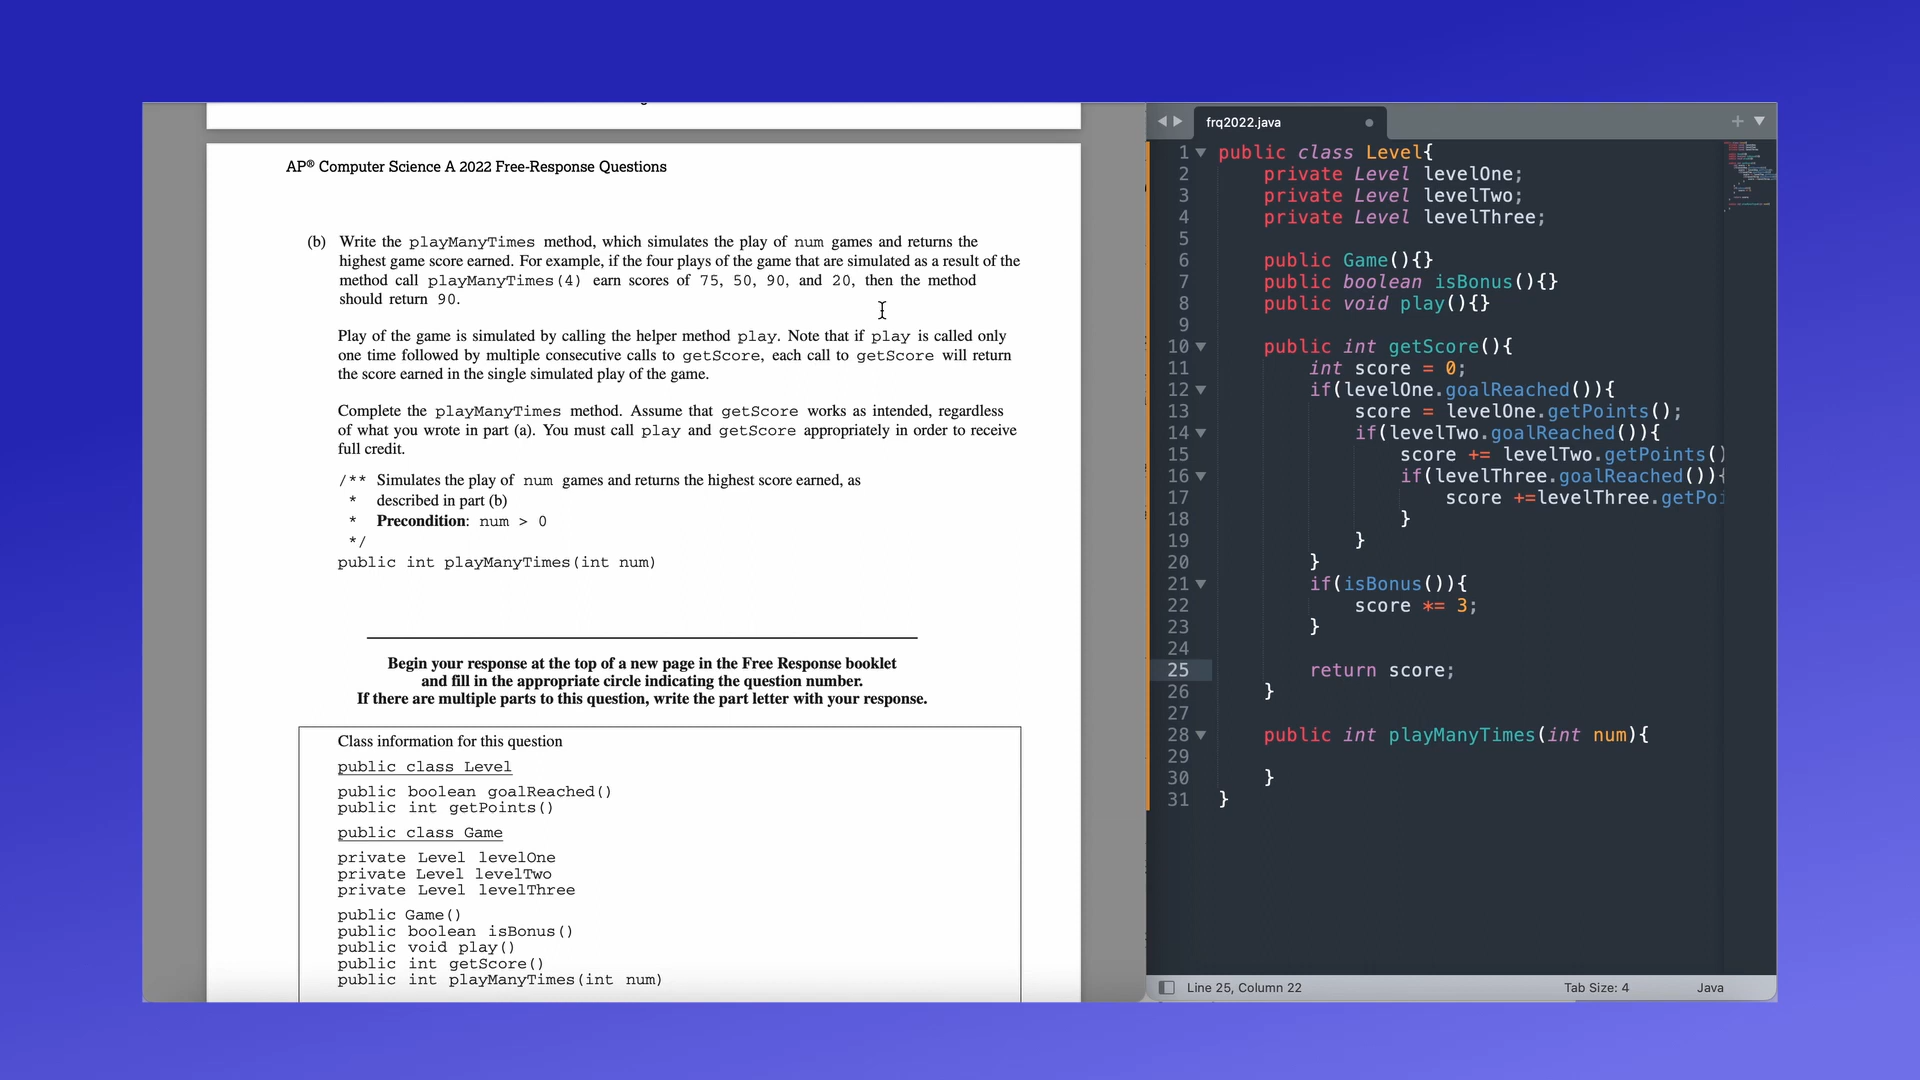 AP® Computer Science A 2022 Free-Response Questions
(b) Write the playManyTimes method, which simulates the play of num games and returns the
highest game score earned. For example, if the four plays of the game that are simulated as a result of the
method call playManyTimes(4) earn scores of 75, 50, 90, and 20, then the method
should return 90.
Play of the game is simulated by calling the helper method play. Note that if play is called only
one time followed by multiple consecutive calls to getScore, each call to getScore will return
the score earned in the single simulated play of the game.
Complete the playManyTimes method. Assume that getScore works as intended, regardless
of what you wrote in part (a). You must call play and getScore appropriately in order to receive
full credit.
/** Simulates the play of num games and returns the highest score earned, as
* described in part (b)
* Precondition: num > 0
*/
public int playManyTimes(int num)
Begin your response at the top of a new page in the Free Response booklet
and fill in the appropriate circle indicating the question number.
If there are multiple parts to this question, write the part letter with your response.
Class information for this question
public class Level
public boolean goalReached()
public int getPoints()
public class Game
private Level levelOne
private Level levelTwo
private Level levelThree
public Game()
public boolean isBonus()
public void play()
public int getScore()
public int playManyTimes(int num)
frq2022.java
1 public class Level{
2 private Level levelOne;
3 private Level levelTwo;
4 private Level levelThree;
5
6 public Game(){}
7 public boolean isBonus(){}
8 public void play(){}
9
10 public int getScore(){
11 int score = 0;
12 if(levelOne.goalReached()){
13 score = levelOne.getPoints();
14 if(levelTwo.goalReached()){
15 score += levelTwo.getPoints()
16 if(levelThree.goalReached()){
17 score +=levelThree.getPoi
18 }
19 }
20 }
21 if(isBonus()){
22 score *= 3;
23 }
24
25 return score;
26 }
27
28 public int playManyTimes(int num){
29
30 }
31 }
Line 25, Column 22
Tab Size: 4
Java